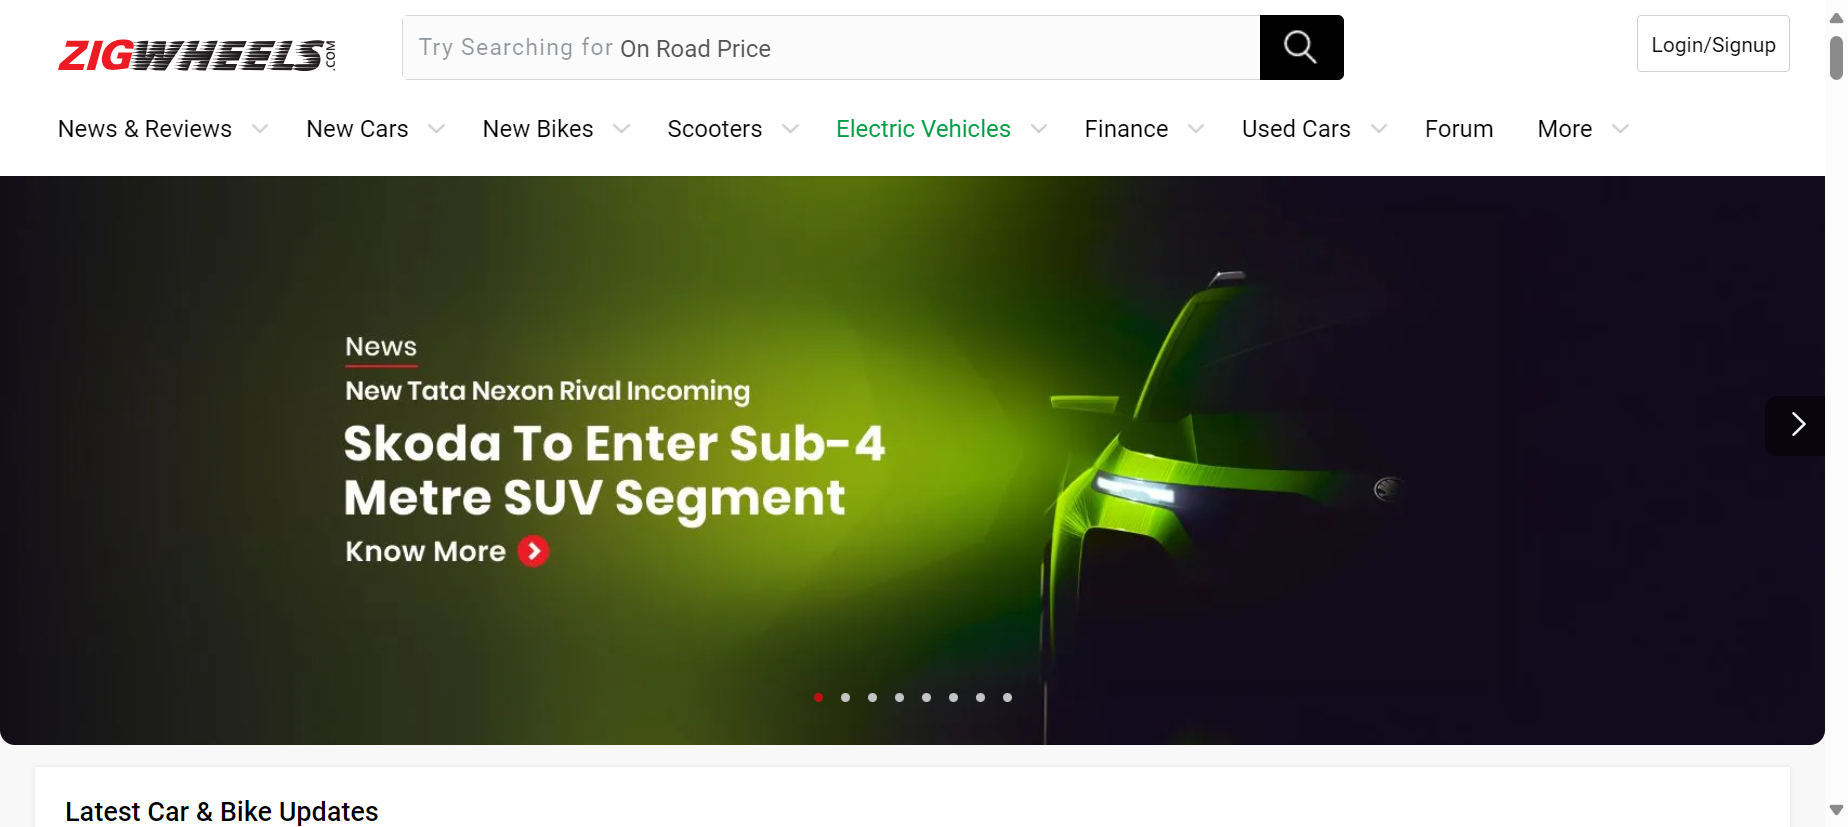 ZIGWHEELS.COM
Try Searching for On Road Price
Login/Signup
News & Reviews New Cars New Bikes Scooters Electric Vehicles Finance Used Cars Forum More
News
New Tata Nexon Rival Incoming
Skoda To Enter Sub-4
Metre SUV Segment
Know More
Latest Car & Bike Updates